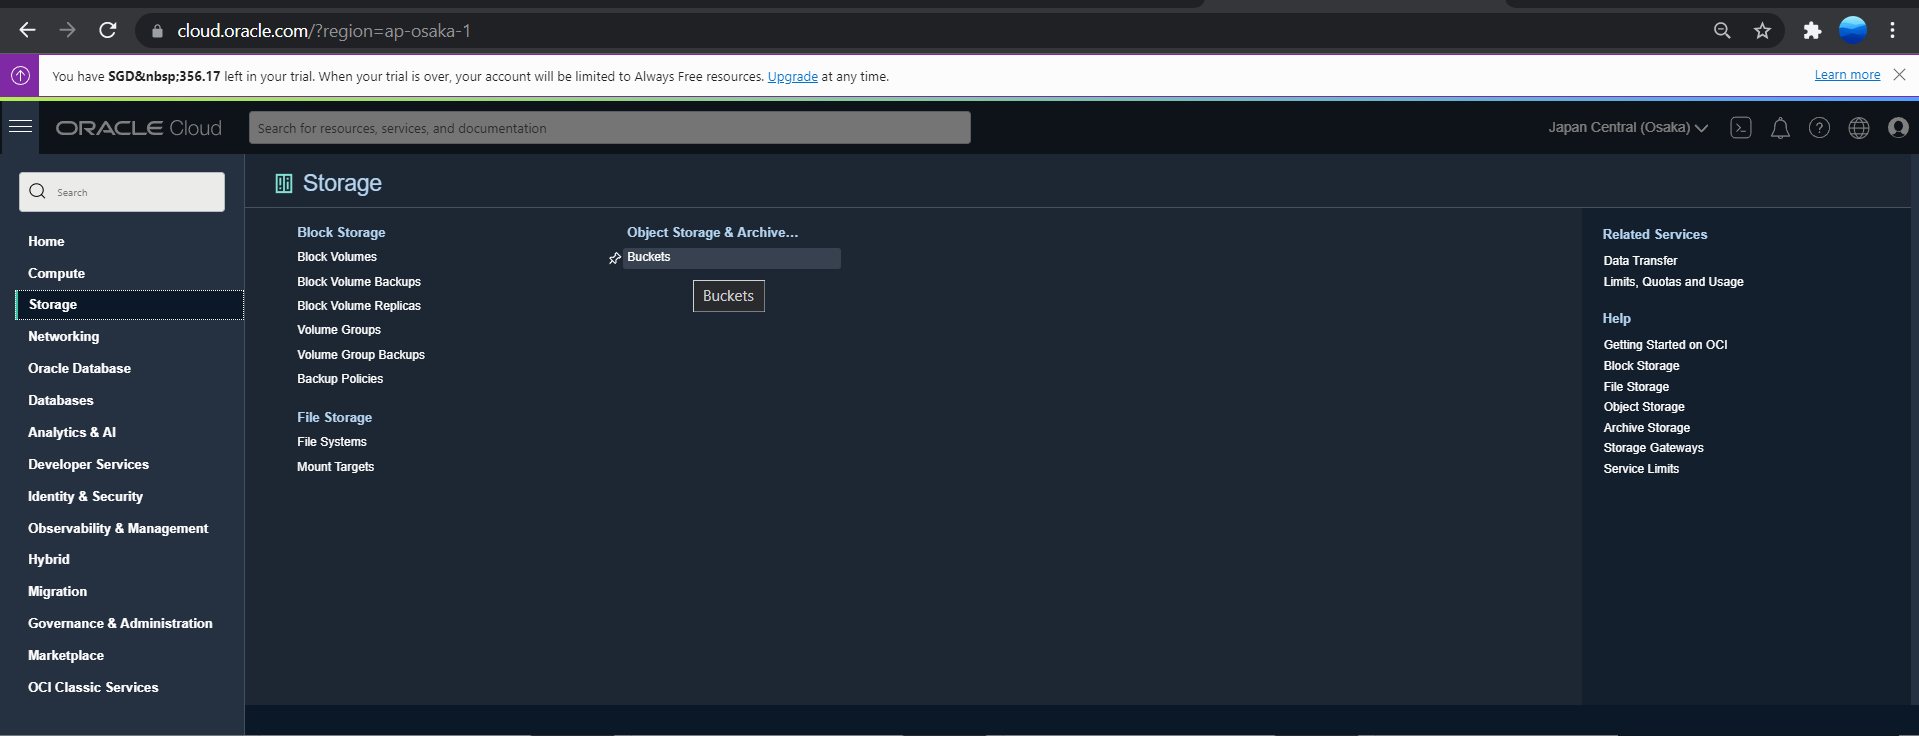 cloud.oracle.com/?region=ap-osaka-1
You have SGD&nbsp;356.17 left in your trial. When your trial is over, your account will be limited to Always Free resources. Upgrade at any time.
Learn more
ORACLE Cloud
Search for resources, services, and documentation
Japan Central (Osaka)
Search
Home
Compute
Storage
Networking
Oracle Database
Databases
Analytics & AI
Developer Services
Identity & Security
Observability & Management
Hybrid
Migration
Governance & Administration
Marketplace
OCI Classic Services
Storage
Block Storage
Block Volumes
Block Volume Backups
Block Volume Replicas
Volume Groups
Volume Group Backups
Backup Policies
File Storage
File Systems
Mount Targets
Object Storage & Archive...
Buckets
Buckets
Related Services
Data Transfer
Limits, Quotas and Usage
Help
Getting Started on OCI
Block Storage
File Storage
Object Storage
Archive Storage
Storage Gateways
Service Limits